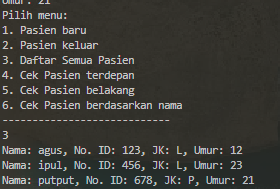 Umur: 21
Pilih menu:
1. Pasien baru
2. Pasien keluar
3. Daftar Semua Pasien
4. Cek Pasien terdepan
5. Cek Pasien belakang
6. Cek Pasien berdasarkan nama
----------------------------
3
Nama: agus, No. ID: 123, JK: L, Umur: 12
Nama: ipul, No. ID: 456, JK: L, Umur: 23
Nama: putput, No. ID: 678, JK: P, Umur: 21